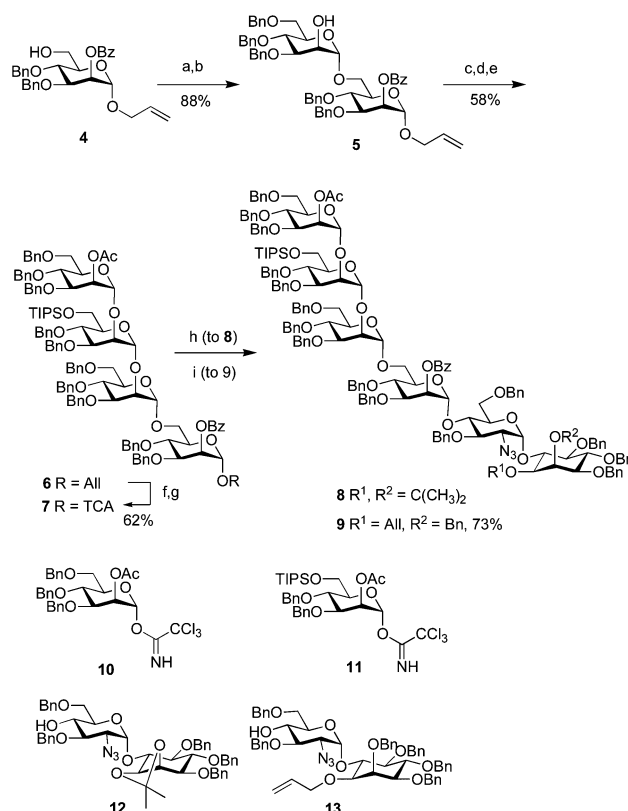 HO
OBz
BnO
BnO
O
O
4
a,b
88%
BnO
OH
BnO
BnO
O
O
OBz
BnO
BnO
O
O
5
c,d,e
58%
BnO
OAc
BnO
BnO
O
TIPSO
O
BnO
BnO
O
BnO
O
BnO
BnO
O
O
OBz
BnO
BnO
O
OR
6 R = All
7 R = TCA
f,g
62%
h (to 8)
i (to 9)
BnO
OAc
BnO
BnO
O
TIPSO
O
BnO
BnO
O
BnO
O
BnO
BnO
O
O
OBz
BnO
BnO
O
OBn
O
BnO
O
N3
O
OR2
OBn
OBn
R1O
OBn
8 R1, R2 = C(CH3)2
9 R1 = All, R2 = Bn, 73%
BnO
OAc
BnO
BnO
O
O
CCl3
NH
10
TIPSO
OAc
BnO
BnO
O
O
CCl3
NH
11
BnO
HO
BnO
O
N3
O
O
OBn
OBn
O
OBn
12
BnO
HO
BnO
O
N3
O
OBn
OBn
OBn
O
OBn
13